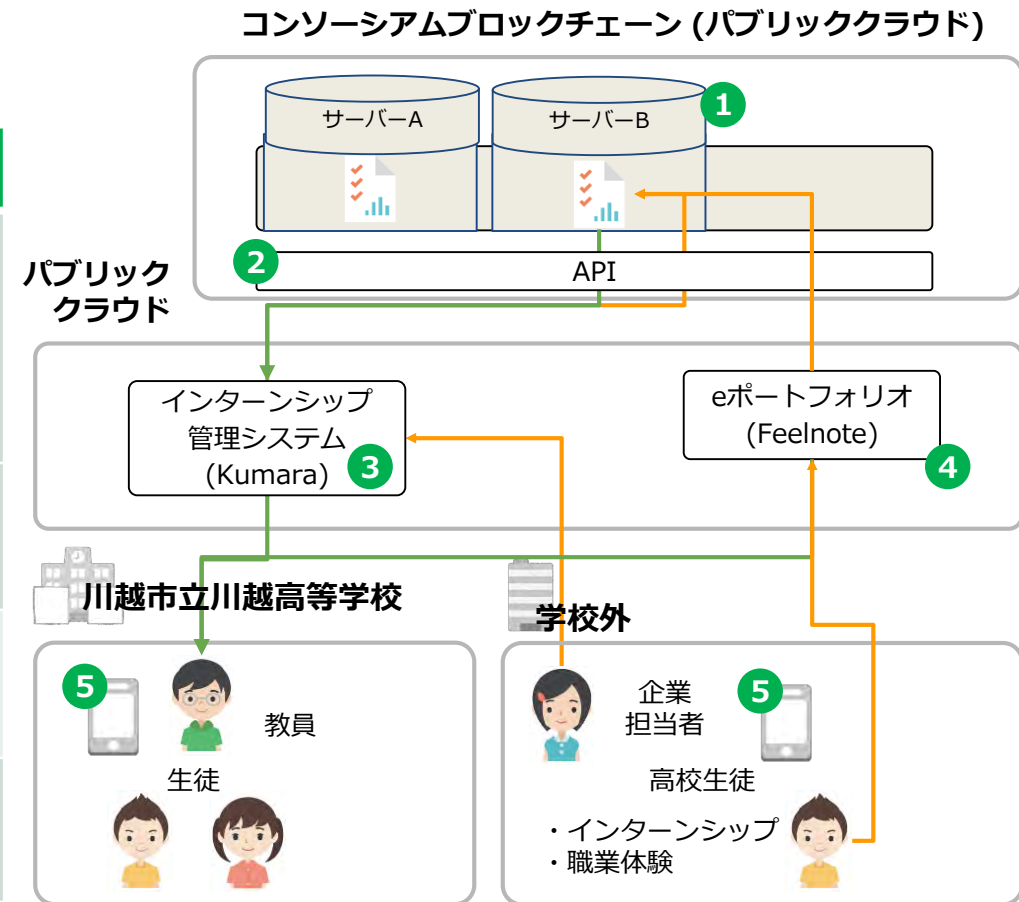 コンソーシアムブロックチェーン (パブリッククラウド)
サーバーA
サーバーB
1
2
API
パブリック
クラウド
インターンシップ
管理システム
(Kumara)
3
eポートフォリオ
(Feelnote)
4
川越市立川越高等学校
学校外
5
教員
生徒
企業
担当者
5
高校生徒
・インターンシップ
・職業体験